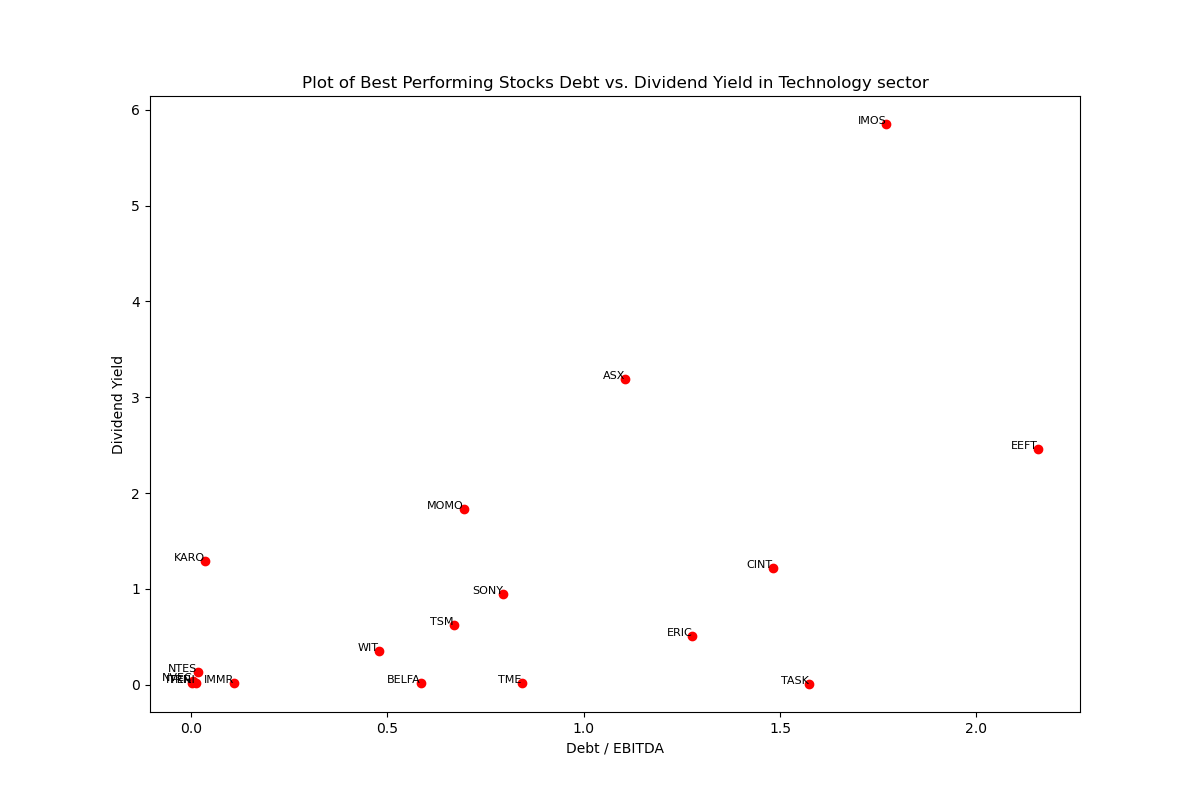 Plot of Best Performing Stocks Debt vs. Dividend Yield in Technology sector
6
IMOS
5
4
Dividend Yield
ASX
3
EEFT
2
MOMO
KARO
CINT
1
SONY
TSM
ERIC
WIT
NTES
NVEC
IMMR
BELFA
TME
TASK
0
0.0
0.5
1.0
1.5
2.0
Debt / EBITDA